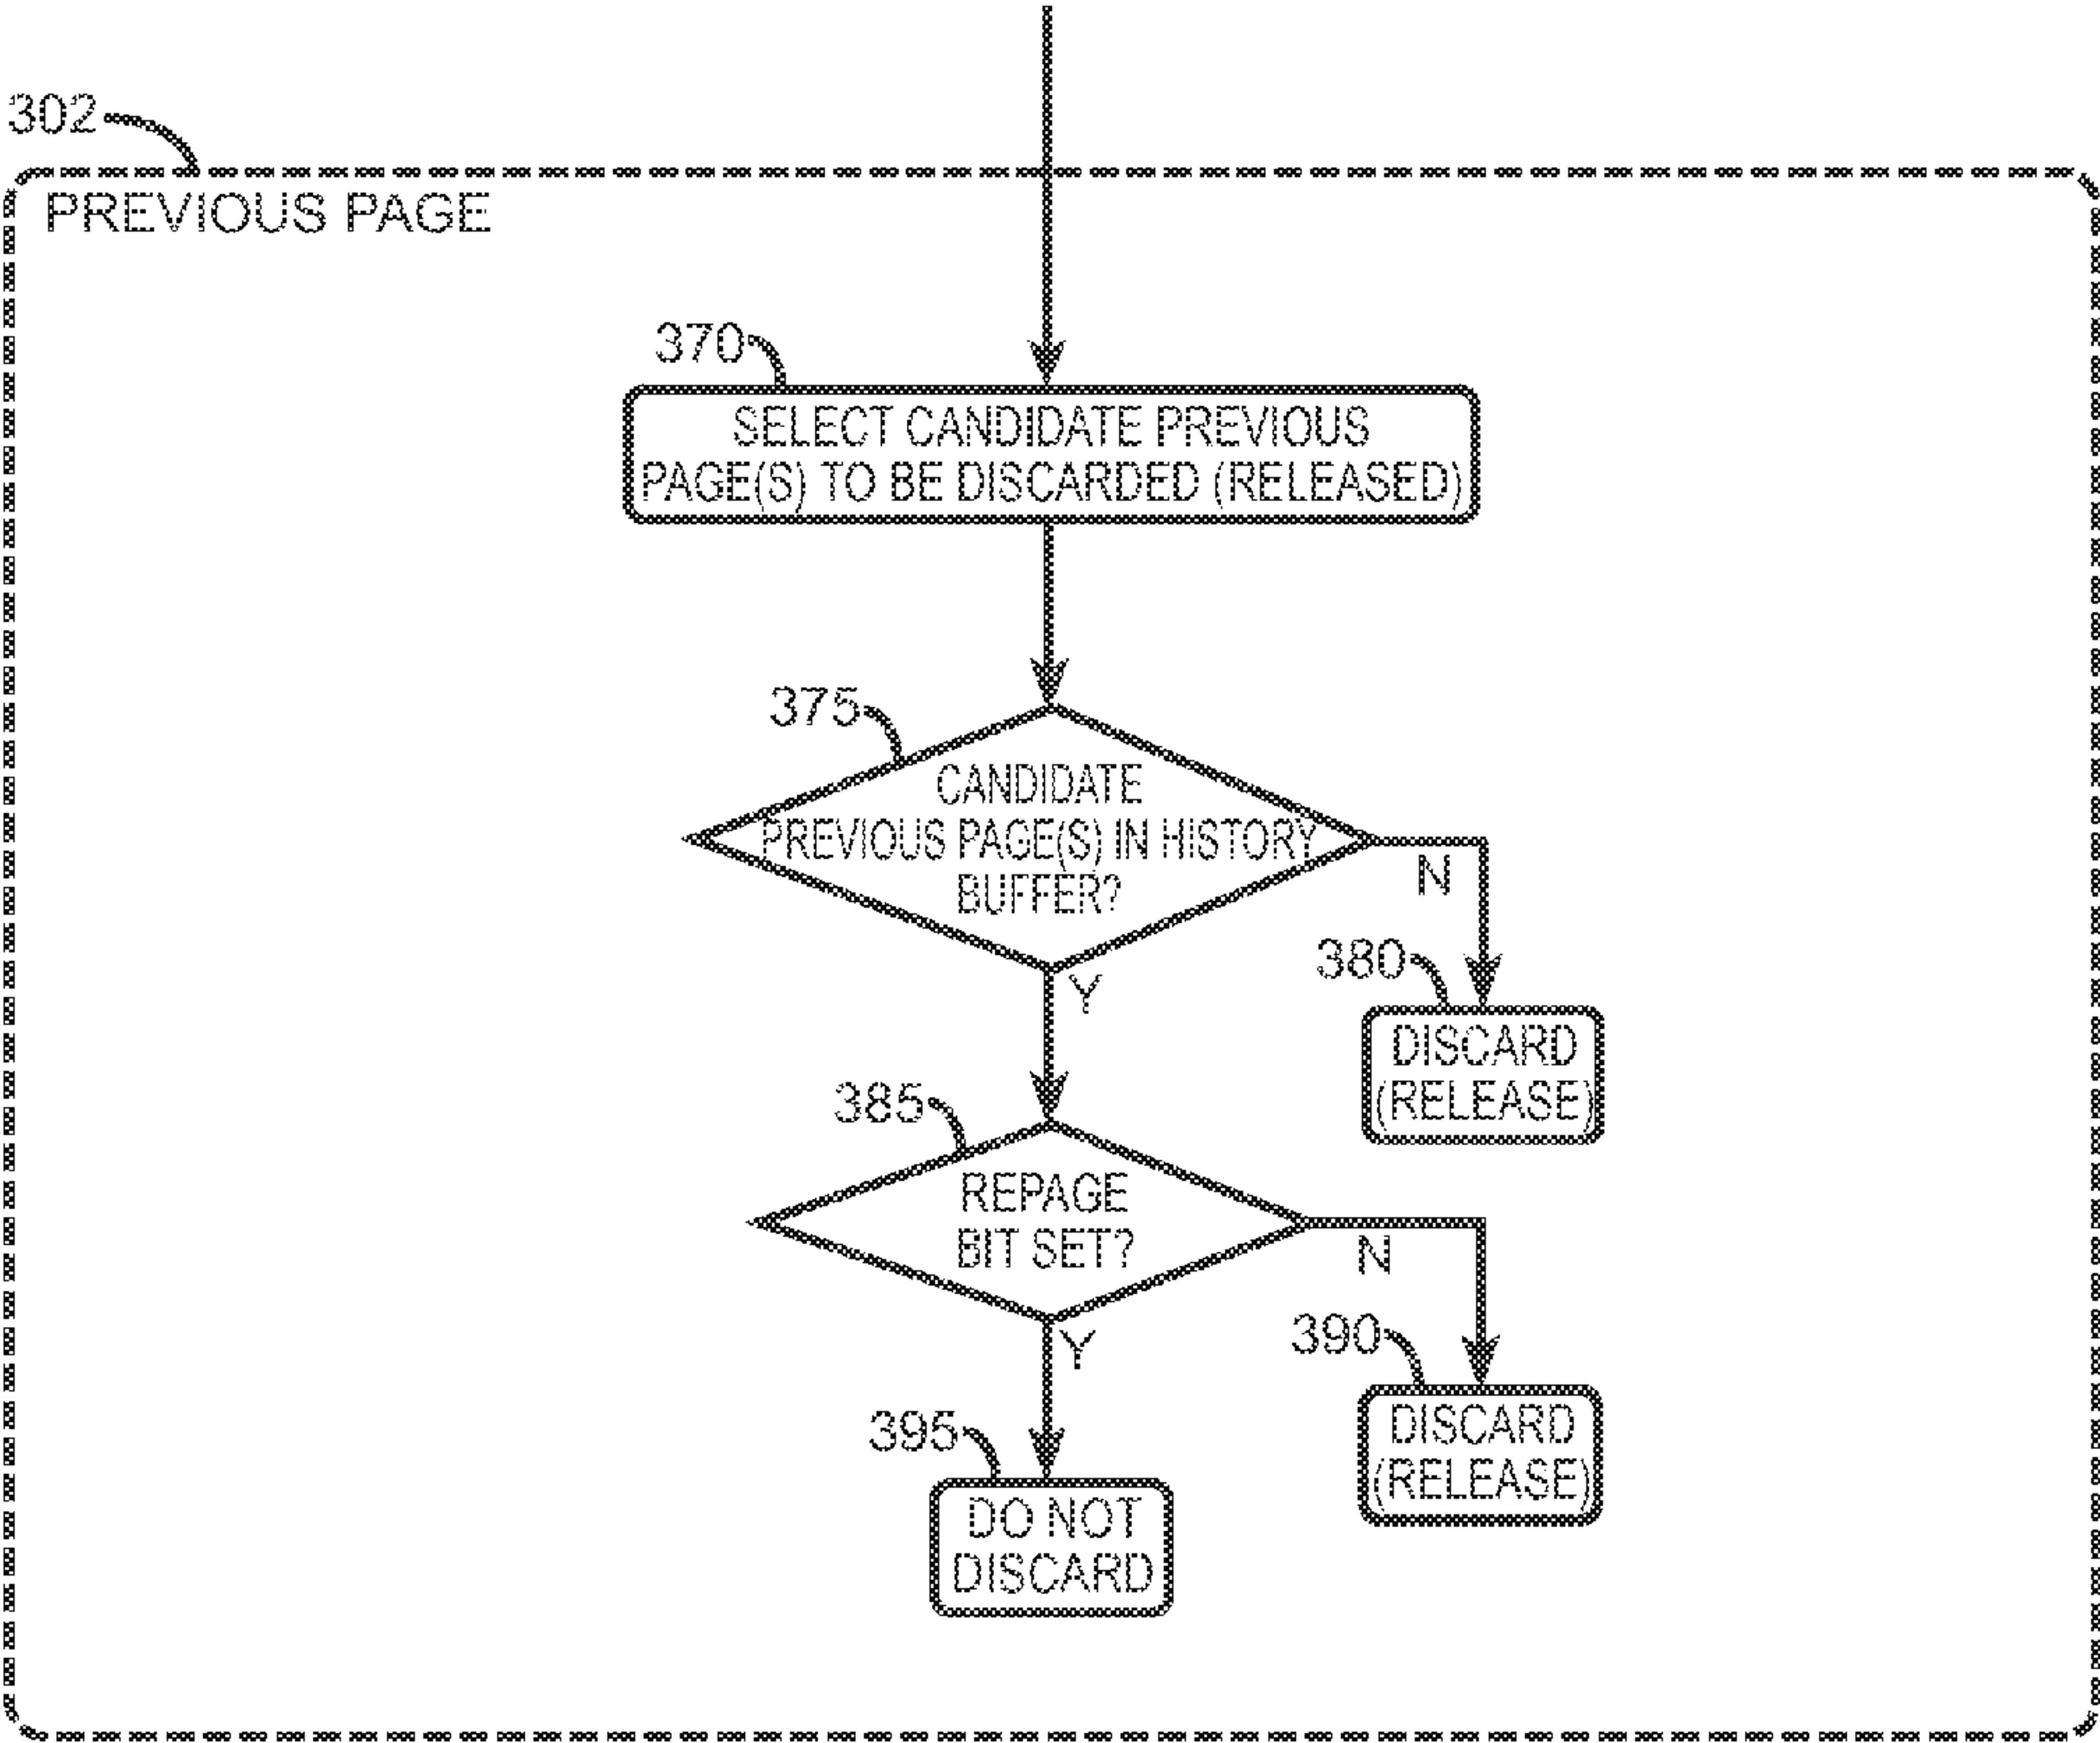 302
PREVIOUS PAGE
370
SELECT CANDIDATE PREVIOUS
PAGE(S) TO BE DISCARDED (RELEASED)
375
CANDIDATE
PREVIOUS PAGE(S) IN HISTORY
BUFFER?
N
Y
380
DISCARD
(RELEASE)
385
REPAGE
BIT SET?
N
Y
390
DISCARD
(RELEASE)
395
DO NOT
DISCARD